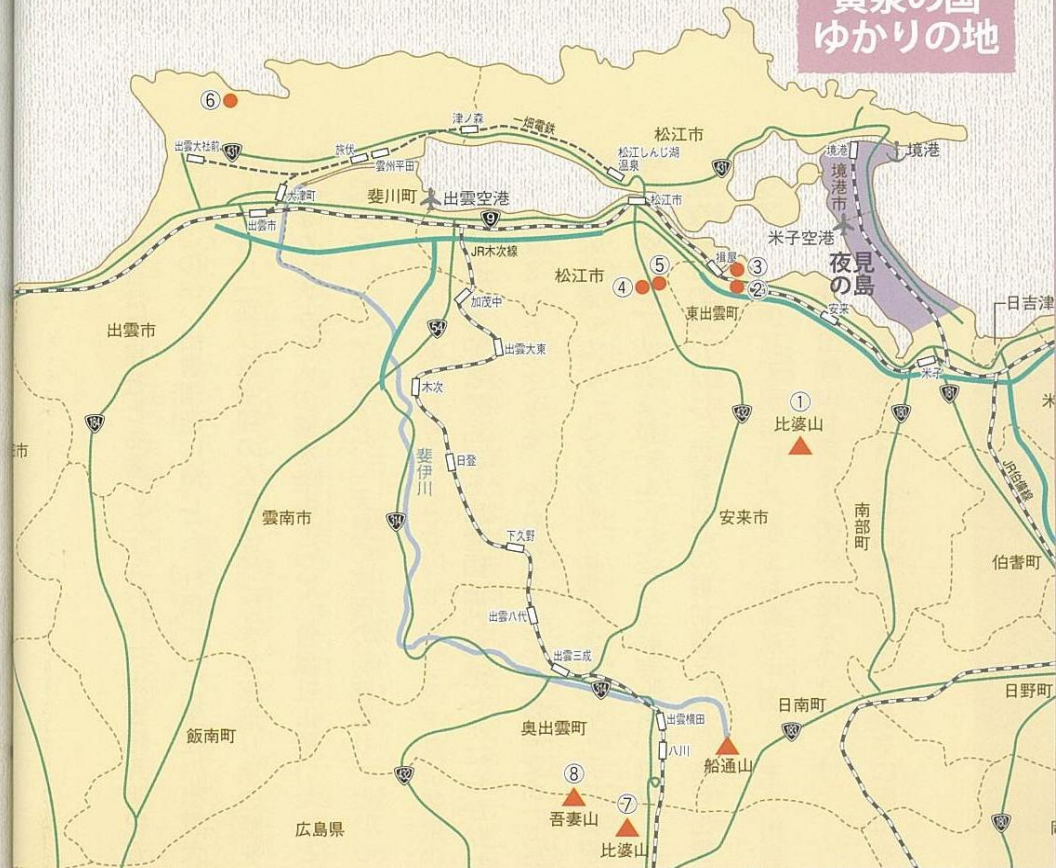 黄泉の国
ゆかりの地
⑥
津ノ森
一畑電鉄
松江市
出雲大社前
431
旅伏
雲州平田
松江しんじ湖
温泉
431
境港
境港
境港市
大津町
斐川町
出雲空港
松江市
出雲市
9
米子空港
夜見
の島
JR木次線
松江市
④
⑤
揖屋
③
②
9
東出雲町
安来
日吉津
加茂中
出雲市
54
出雲大東
米子
木次
184
432
①
比婆山
180
181
米
市
斐伊川
日登
JR伯備線
雲南市
314
安来市
南部町
下久野
伯耆町
出雲八代
出雲三成
314
日野町
日南町
出雲横田
奥出雲町
183
飯南町
八川
船通山
432
⑧
吾妻山
⑦
比婆山
広島県
180